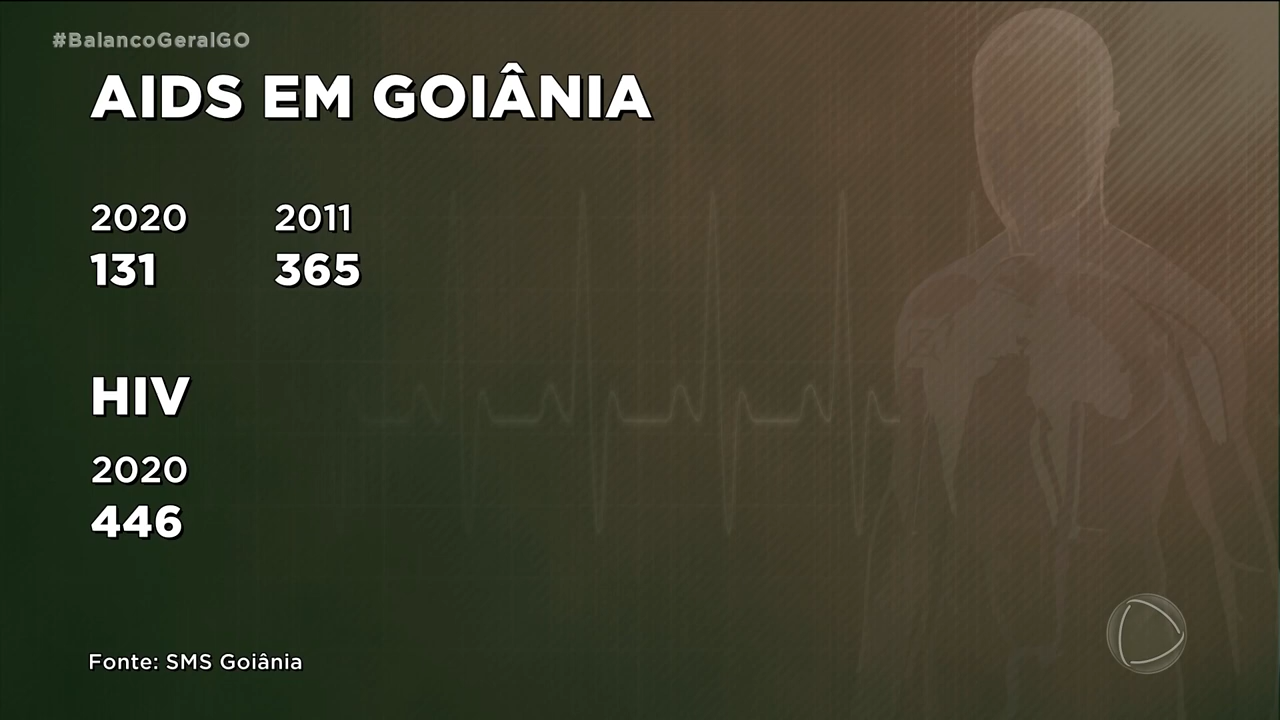 #BalancoGeralGO
AIDS EM GOIÂNIA
2020 2011
131 365
HIV
2020
446
Fonte: SMS Goiânia